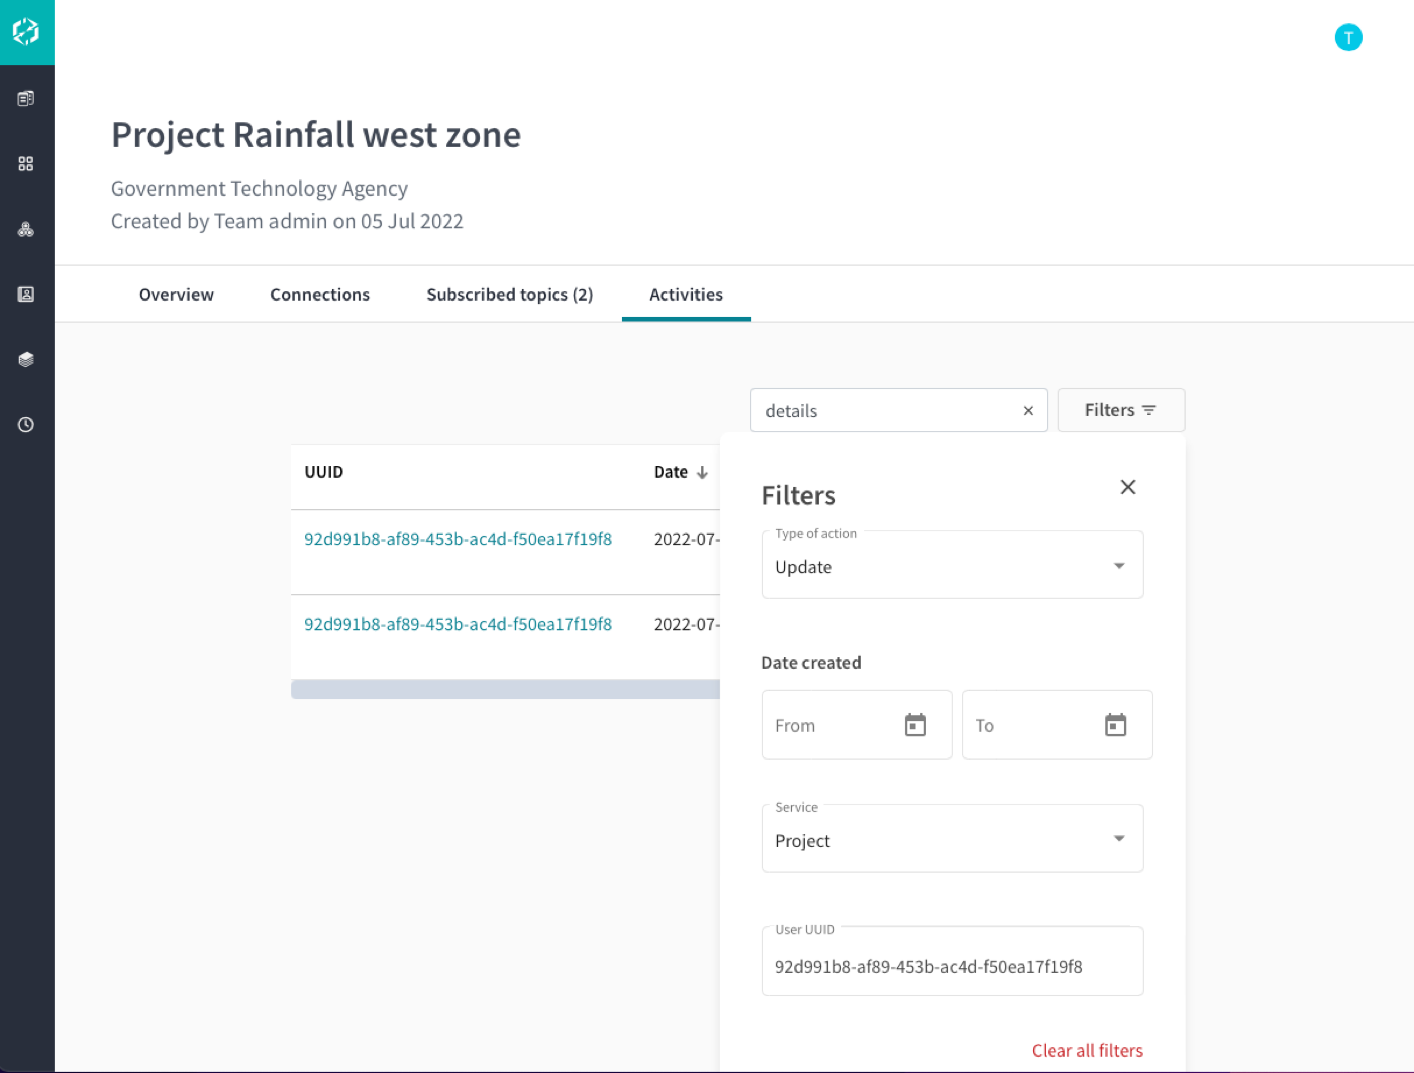 T
Project Rainfall west zone
Government Technology Agency
Created by Team admin on 05 Jul 2022
Overview Connections Subscribed topics (2) Activities
details Filters
UUID Date
92d991b8-af89-453b-ac4d-f50ea17f19f8 2022-07-
92d991b8-af89-453b-ac4d-f50ea17f19f8 2022-07-
Filters
Type of action
Update
Date created
From To
Service
Project
User UUID
92d991b8-af89-453b-ac4d-f50ea17f19f8
Clear all filters